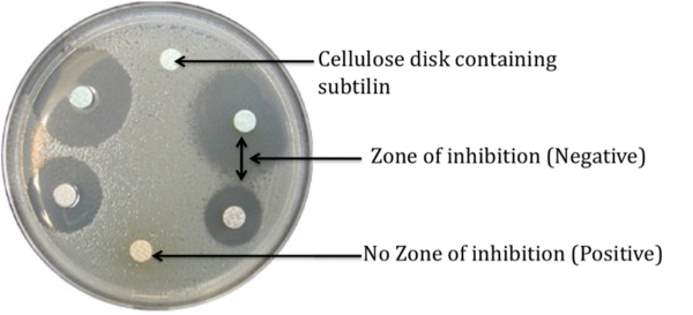 Cellulose disk containing
subtilin
Zone of inhibition (Negative)
No Zone of inhibition (Positive)